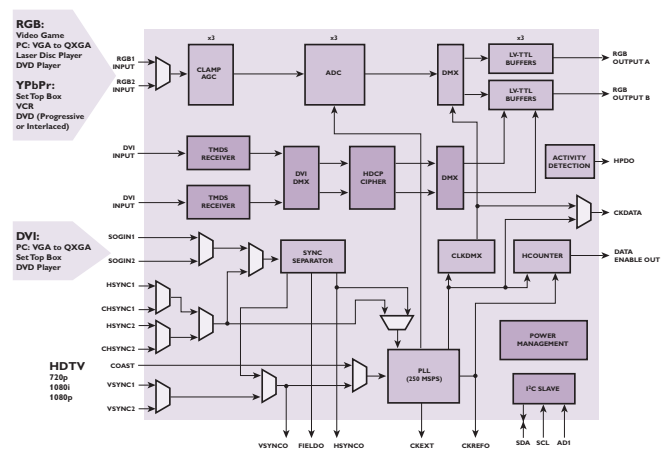 RGB:
Video Game
PC: VGA to QXGA
Laser Disc Player
DVD Player
YPbPr:
Set Top Box
VCR
DVD (Progressive
or Interlaced)
DVI:
PC: VGA to QXGA
Set Top Box
DVD Player
HDTV
720p
1080i
1080p
x3
x3
x3
RGB1
INPUT
RGB2
INPUT
CLAMP
AGC
ADC
DMX
LV-TTL
BUFFERS
LV-TTL
BUFFERS
RGB
OUTPUT A
RGB
OUTPUT B
DVI
INPUT
DVI
INPUT
TMDS
RECEIVER
TMDS
RECEIVER
DVI
DMX
HDCP
CIPHER
DMX
ACTIVITY
DETECTION
HPDO
CKDATA
SOGIN1
SOGIN2
SYNC
SEPARATOR
CLKDMX
HCOUNTER
DATA
ENABLE OUT
HSYNC1
CHSYNC1
HSYNC2
CHSYNC2
COAST
VSYNC1
VSYNC2
PLL
(250 MSPS)
POWER
MANAGEMENT
I²C SLAVE
VSYNCO
FIELDO
HSYNCO
CKEXT
CKREFO
SDA
SCL
AD1